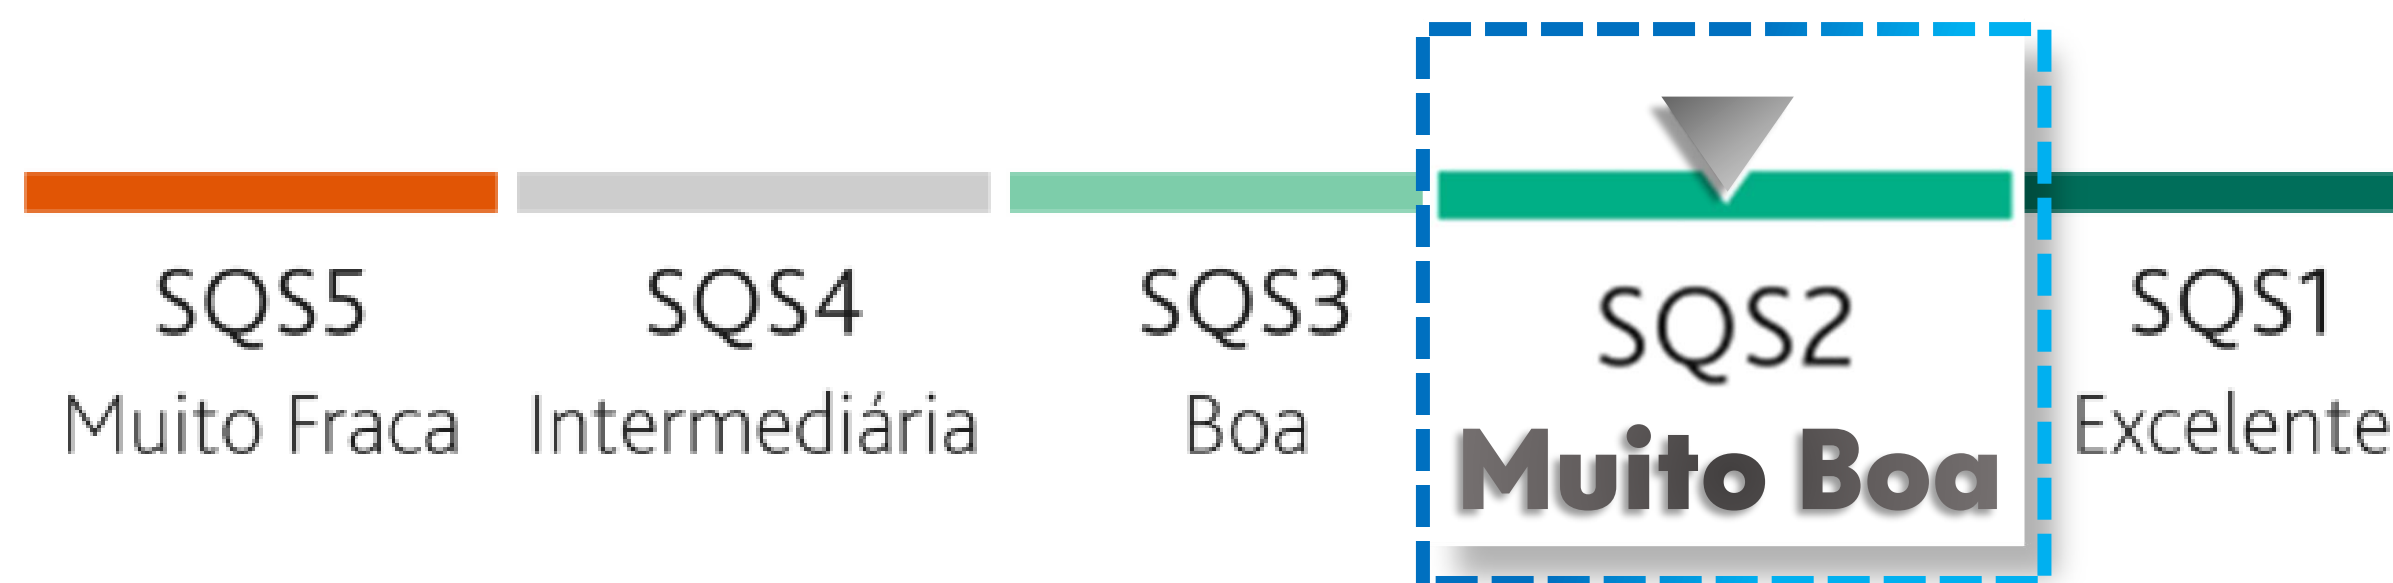 SQS5 SQS4 SQS3 SQS2 SQS1
Muito Fraca Intermediária Boa Muito Boa Excelente